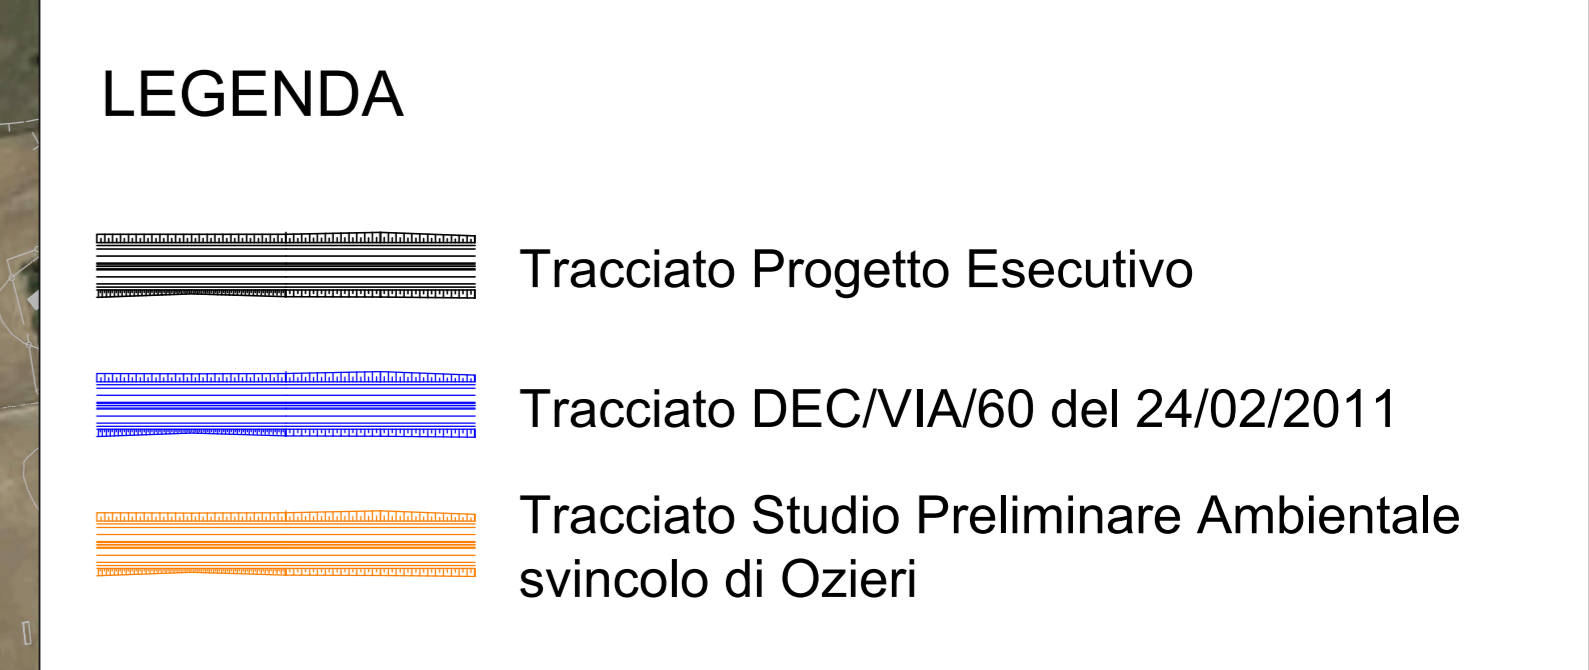 LEGENDA
Tracciato Progetto Esecutivo
Tracciato DEC/VIA/60 del 24/02/2011
Tracciato Studio Preliminare Ambientale
svincolo di Ozieri